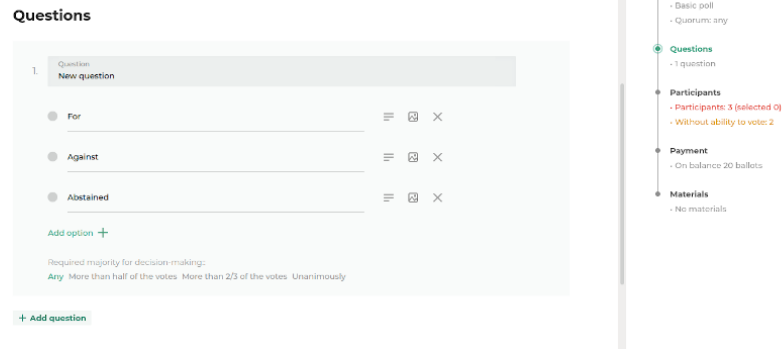 Questions
1.
Question
New question
For
Against
Abstained
Add option +
Required majority for decision-making::
Any More than half of the votes More than 2/3 of the votes Unanimously
+ Add question
- Basic poll
- Quorum: any
Questions
- 1 question
Participants
- Participants: 3 (selected 0)
- Without ability to vote: 2
Payment
- On balance 20 ballots
Materials
- No materials